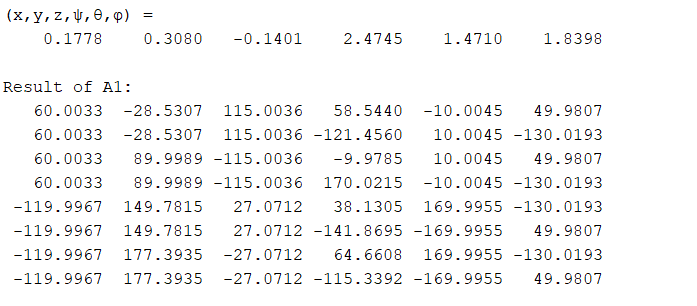 (x,y,z,ψ,θ,φ) =
0.1778 0.3080 -0.1401 2.4745 1.4710 1.8398
Result of A1:
60.0033 -28.5307 115.0036 58.5440 -10.0045 49.9807
60.0033 -28.5307 115.0036 -121.4560 10.0045 -130.0193
60.0033 89.9989 -115.0036 -9.9785 10.0045 49.9807
60.0033 89.9989 -115.0036 170.0215 -10.0045 -130.0193
-119.9967 149.7815 27.0712 38.1305 169.9955 -130.0193
-119.9967 149.7815 27.0712 -141.8695 -169.9955 49.9807
-119.9967 177.3935 -27.0712 64.6608 169.9955 -130.0193
-119.9967 177.3935 -27.0712 -115.3392 -169.9955 49.9807